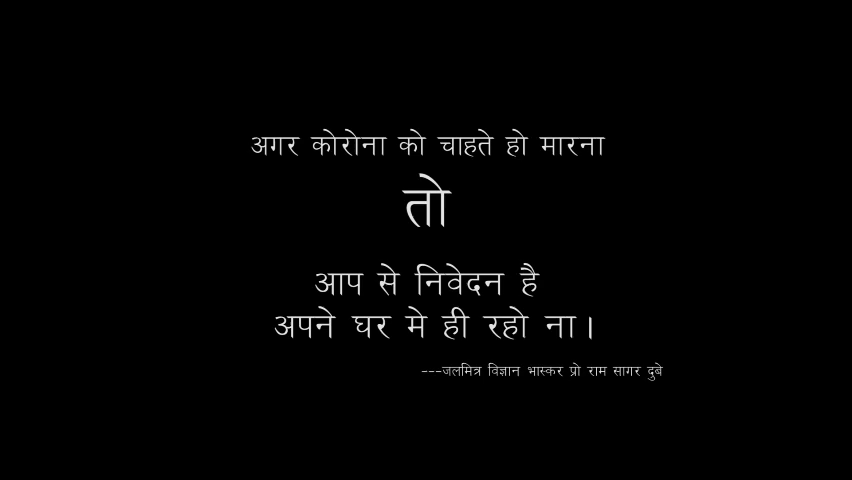 अगर कोरोना को चाहते हो मारना
तो
आप से निवेदन है
अपने घर मे ही रहो ना।
---जलमित्र विज्ञान भास्कर प्रो राम सागर दुबे